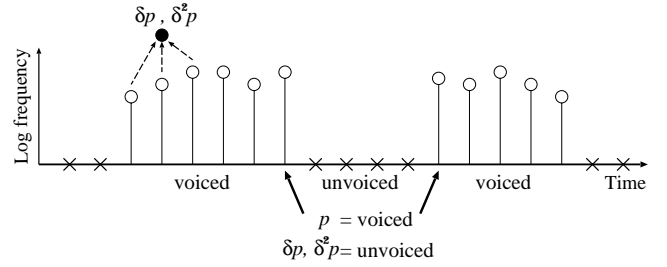 δp , δ²p
Log frequency
voiced
unvoiced
voiced
Time
p = voiced
δp, δ²p = unvoiced